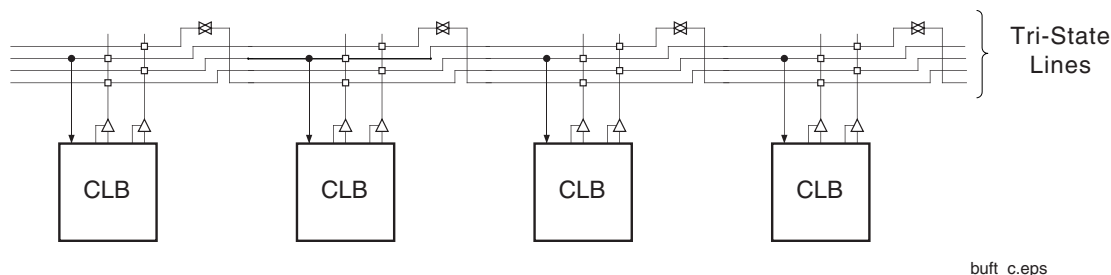 Tri-State
Lines
CLB
CLB
CLB
CLB
buft_c.eps